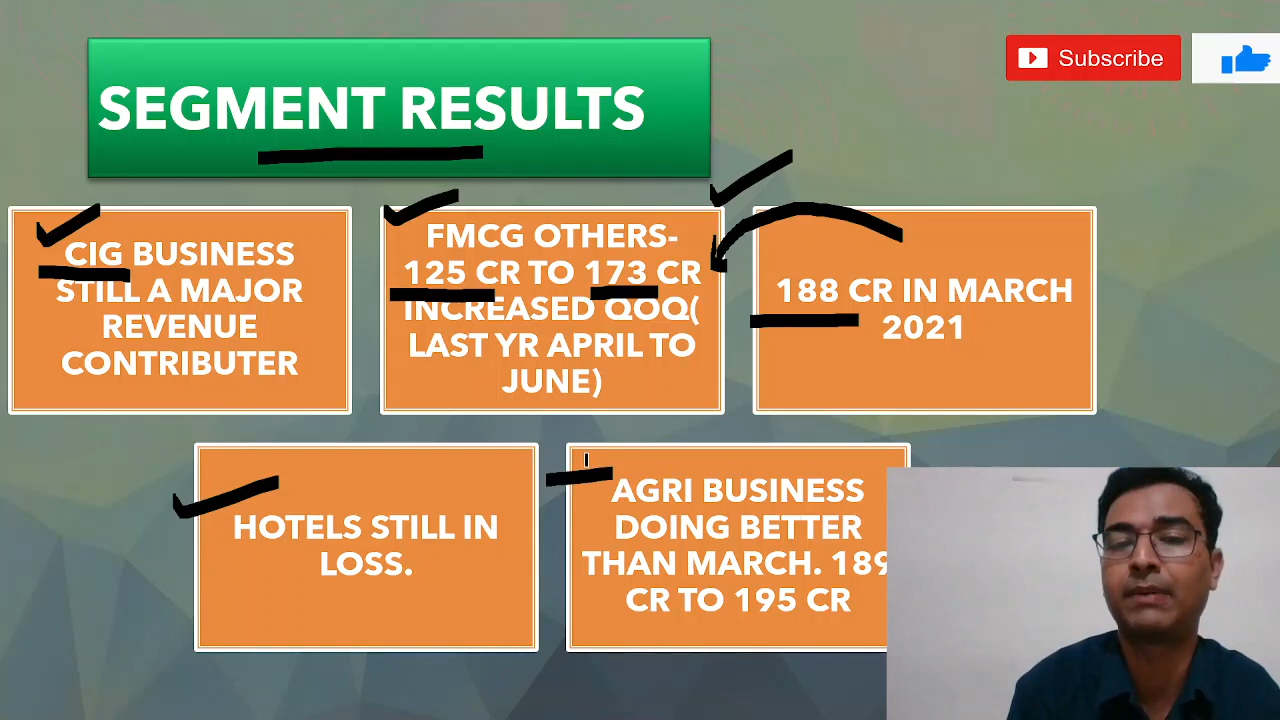 SEGMENT RESULTS
Subscribe
CIG BUSINESS
STILL A MAJOR
REVENUE
CONTRIBUTER
FMCG OTHERS-
125 CR TO 173 CR
INCREASED QOQ(
LAST YR APRIL TO
JUNE)
188 CR IN MARCH
2021
HOTELS STILL IN
LOSS.
AGRI BUSINESS
DOING BETTER
THAN MARCH. 189
CR TO 195 CR